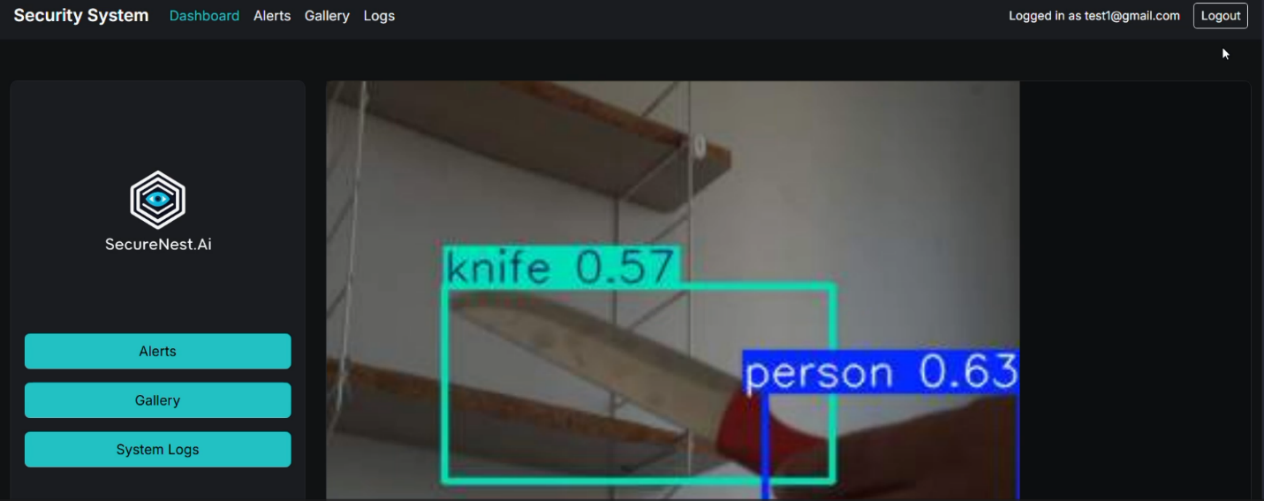 Security System Dashboard Alerts Gallery Logs Logged in as test1@gmail.com Logout
SecureNest.Ai
Alerts
Gallery
System Logs
knife 0.57
person 0.63